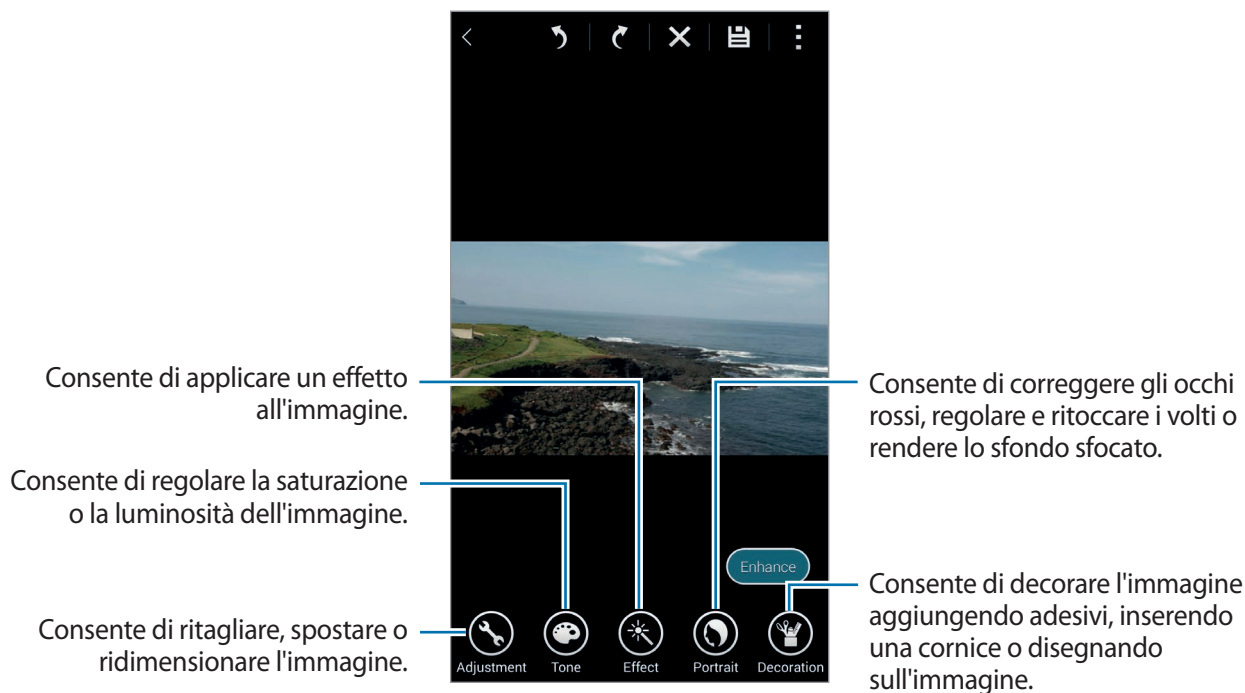 Consente di applicare un effetto
all'immagine.
Consente di regolare la saturazione
o la luminosità dell'immagine.
Consente di ritagliare, spostare o
ridimensionare l'immagine.
Consente di correggere gli occhi
rossi, regolare e ritoccare i volti o
rendere lo sfondo sfocato.
Enhance
Consente di decorare l'immagine
aggiungendo adesivi, inserendo
una cornice o disegnando
sull'immagine.
Adjustment
Tone
Effect
Portrait
Decoration